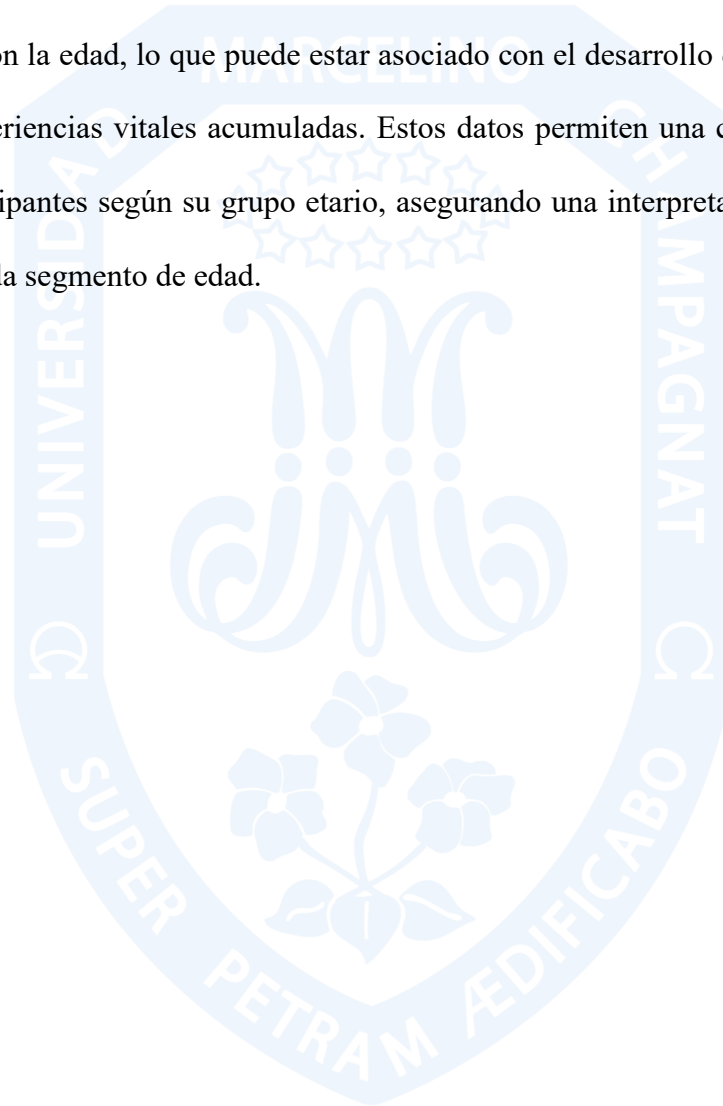 on la edad, lo que puede estar asociado con el desarrollo
eriencias vitales acumuladas. Estos datos permiten una
ipantes según su grupo etario, asegurando una interpreta
da segmento de edad.
UNIVERSIDAD
MARCELINO
CHAMPAGNAT
SUPER PETRAM ÆDIFICABO